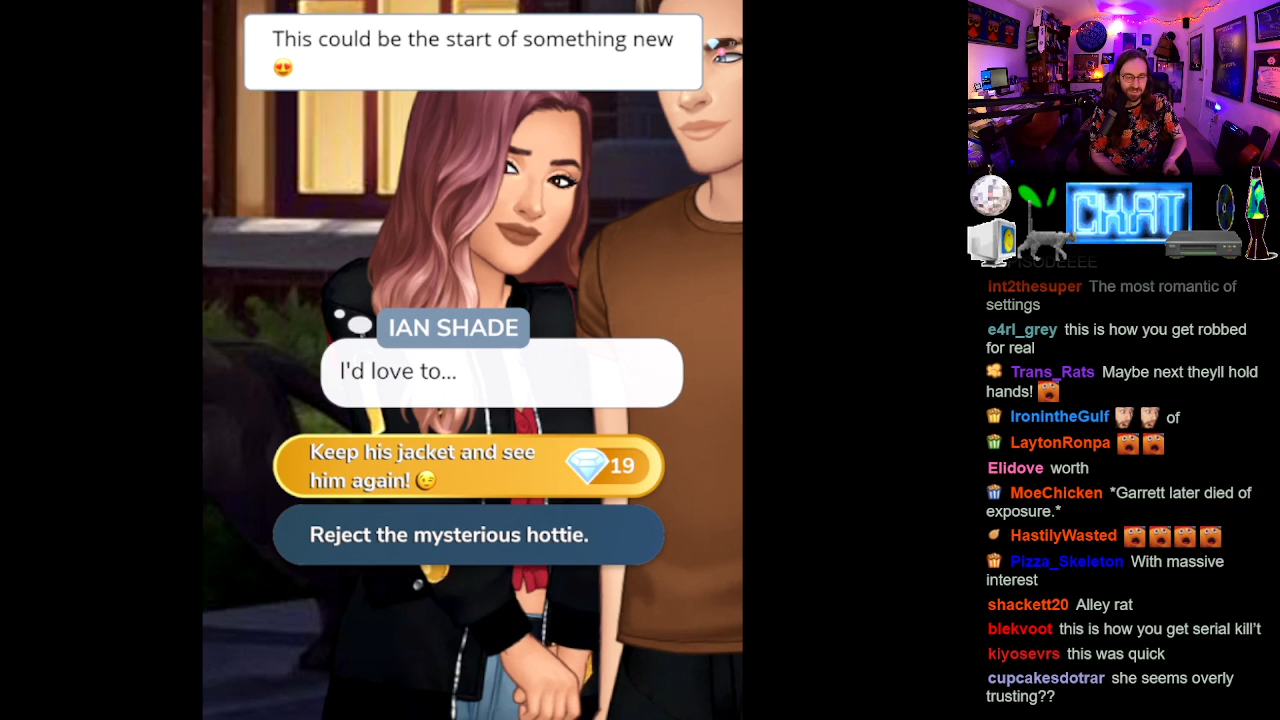 This could be the start of something new
IAN SHADE
I'd love to...
Keep his jacket and see
him again!
19
Reject the mysterious hottie.
CHAT
PISODEEEE
int2thesuper The most romantic of
settings
e4rl_grey this is how you get robbed
for real
Trans_Rats Maybe next theyll hold
hands!
IronintheGulf of
LaytonRonpa
Elidove worth
MoeChicken *Garrett later died of
exposure.*
HastilyWasted
Pizza_Skeleton With massive
interest
shackett20 Alley rat
blekvoot this is how you get serial kill't
kiyosevrs this was quick
cupcakesdotrar she seems overly
trusting??